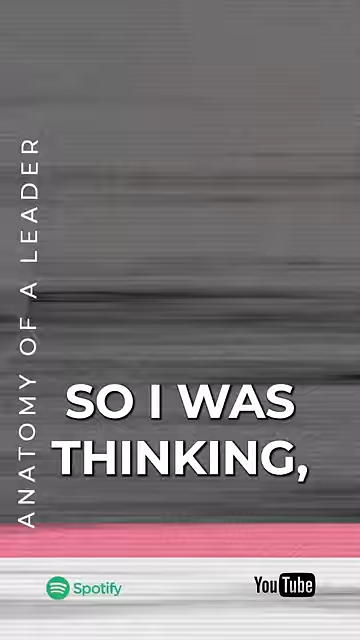 ANATOMY OF A LEADER
SO I WAS
THINKING,
Spotify
YouTube